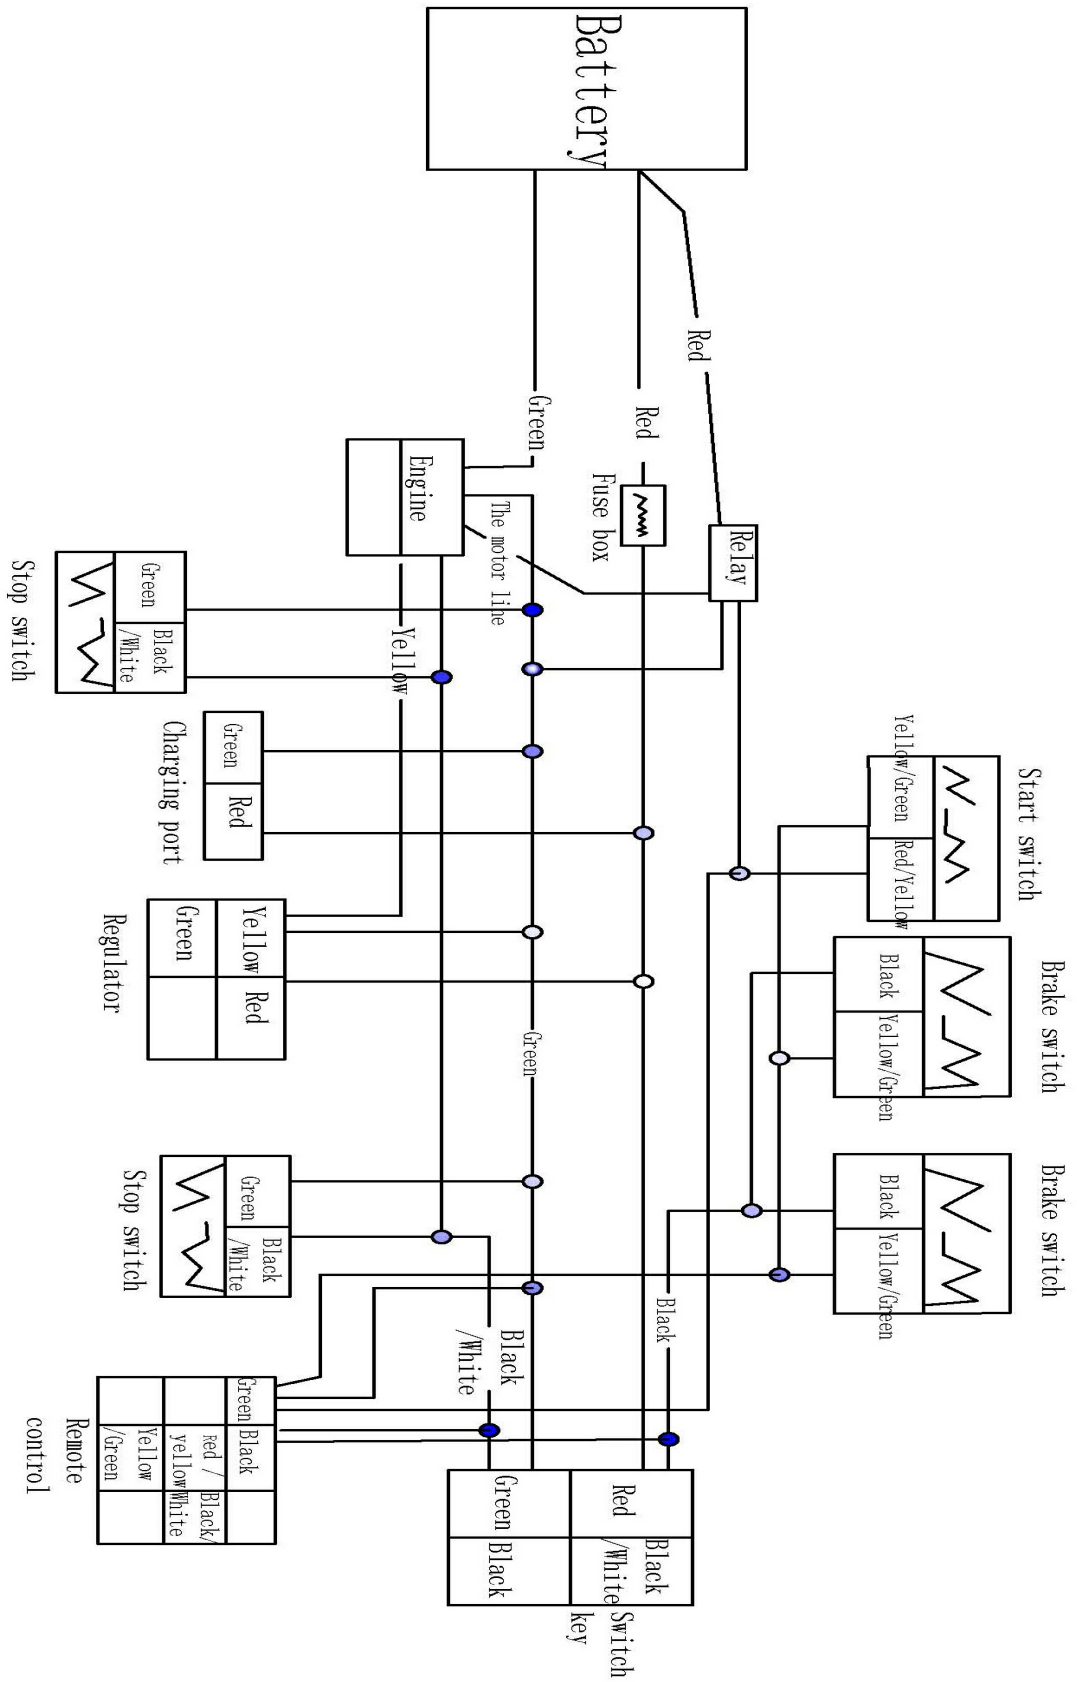 Battery
Red
Red
Green
Relay
Fuse box
Engine
The motor line
Yellow
Green
Black
/White
Stop switch
Green
Red
Charging port
Yellow
Red
Green
Regulator
Green
Start switch
Yellow/Green
Red/Yellow
Brake switch
Black
Yellow/Green
Brake switch
Black
Yellow/Green
Green
Black
/White
Stop switch
Black
Black
/White
Green
Black
Red /
yellow
Black/
White
Yellow
/Green
Remote
control
Red
Black
/White
Green
Black
Switch
key